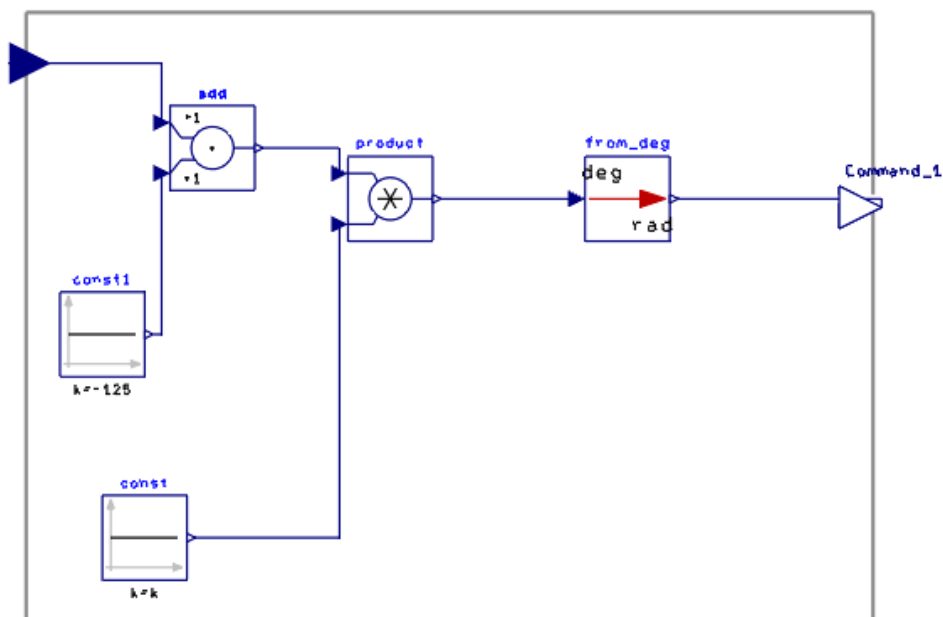 add
+1
+1
product
from_deg
deg
rad
Command_1
const1
k=-125
const
k=k